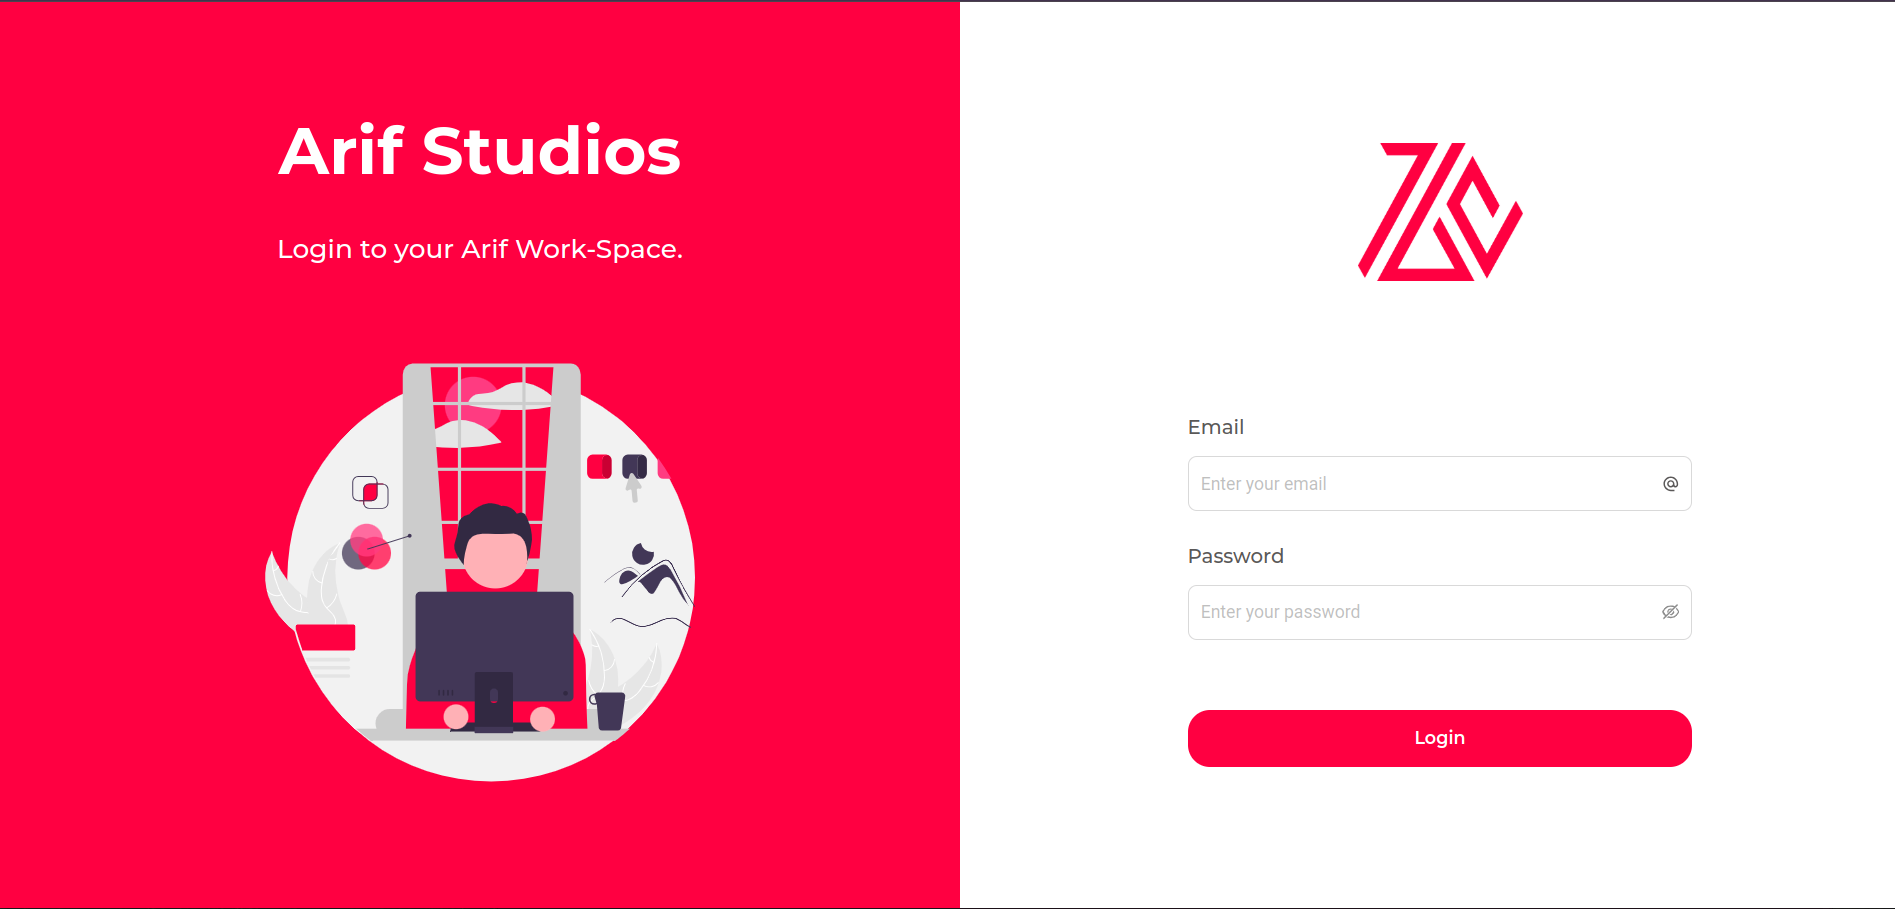 Arif Studios
Login to your Arif Work-Space.
Email
Enter your email
Password
Enter your password
Login